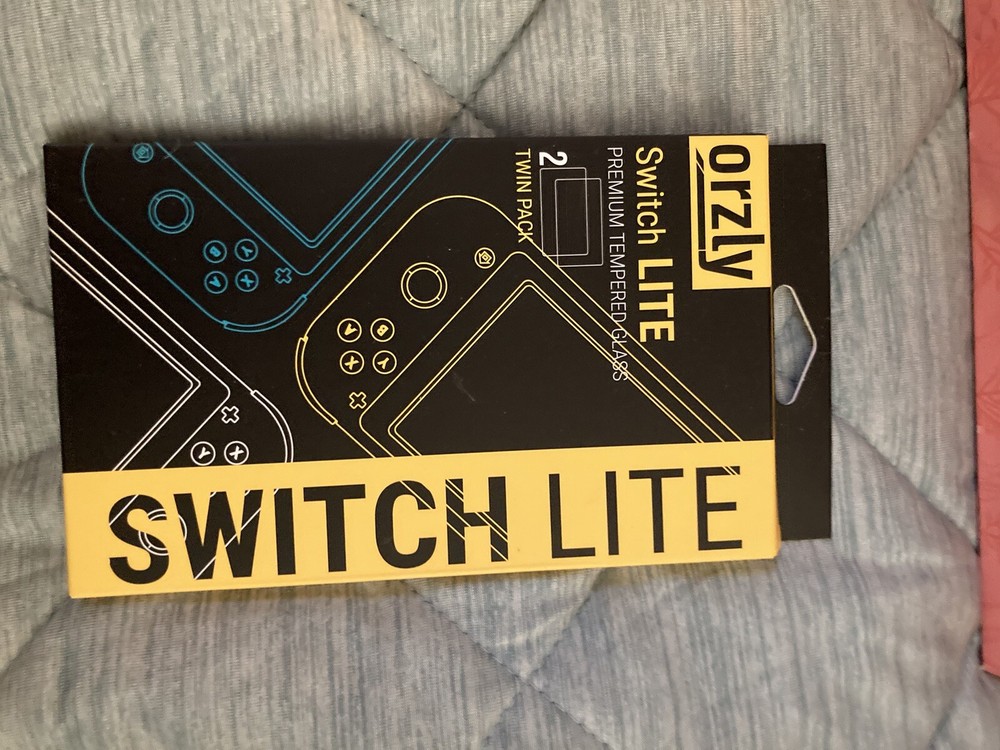 orzly
Switch LITE
PREMIUM TEMPERED GLASS
2
TWIN PACK
SWITCH LITE